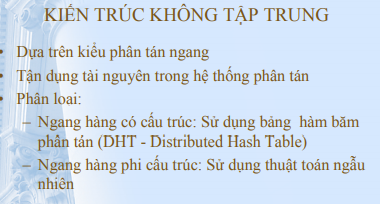 KIẾN TRÚC KHÔNG TẬP TRUNG
• Dựa trên kiểu phân tán ngang
• Tận dụng tài nguyên trong hệ thống phân tán
• Phân loai:
– Ngang hàng có cấu trúc: Sử dụng bảng hàm băm
phân tán (DHT - Distributed Hash Table)
– Ngang hàng phi cấu trúc: Sử dụng thuật toán ngẫu
nhiên